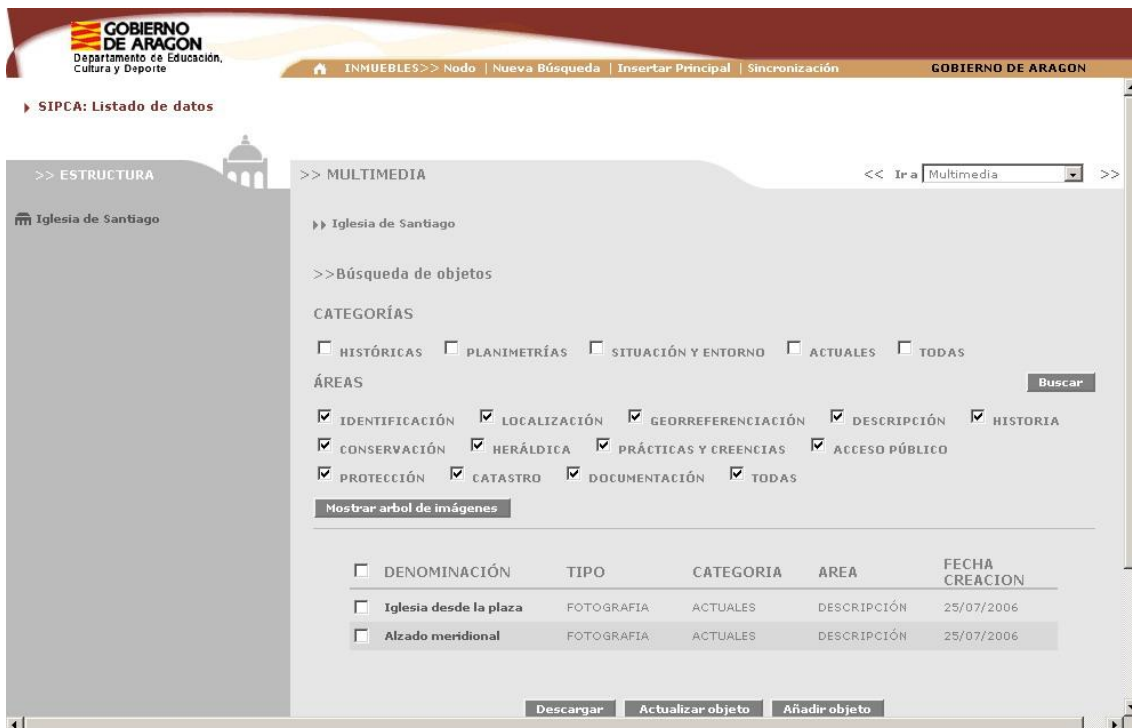 GOBIERNO
DE ARAGON
Departamento de Educación,
Cultura y Deporte
INMUEBLES>> Nodo | Nueva Búsqueda | Insertar Principal | Sincronización
GOBIERNO DE ARAGON
SIPCA: Listado de datos
>> ESTRUCTURA
>> MULTIMEDIA
<< Ir a Multimedia >>
Iglesia de Santiago
Iglesia de Santiago
>>Búsqueda de objetos
CATEGORÍAS
HISTÓRICAS PLANIMETRÍAS SITUACIÓN Y ENTORNO ACTUALES TODAS
ÁREAS
Buscar
IDENTIFICACIÓN LOCALIZACIÓN GEORREFERENCIACIÓN DESCRIPCIÓN HISTORIA
CONSERVACIÓN HERÁLDICA PRÁCTICAS Y CREENCIAS ACCESO PÚBLICO
PROTECCIÓN CATASTRO DOCUMENTACIÓN TODAS
Mostrar arbol de imágenes
DENOMINACIÓN TIPO CATEGORIA AREA FECHA CREACION
Iglesia desde la plaza FOTOGRAFIA ACTUALES DESCRIPCIÓN 25/07/2006
Alzado meridional FOTOGRAFIA ACTUALES DESCRIPCIÓN 25/07/2006
Descargar Actualizar objeto Añadir objeto